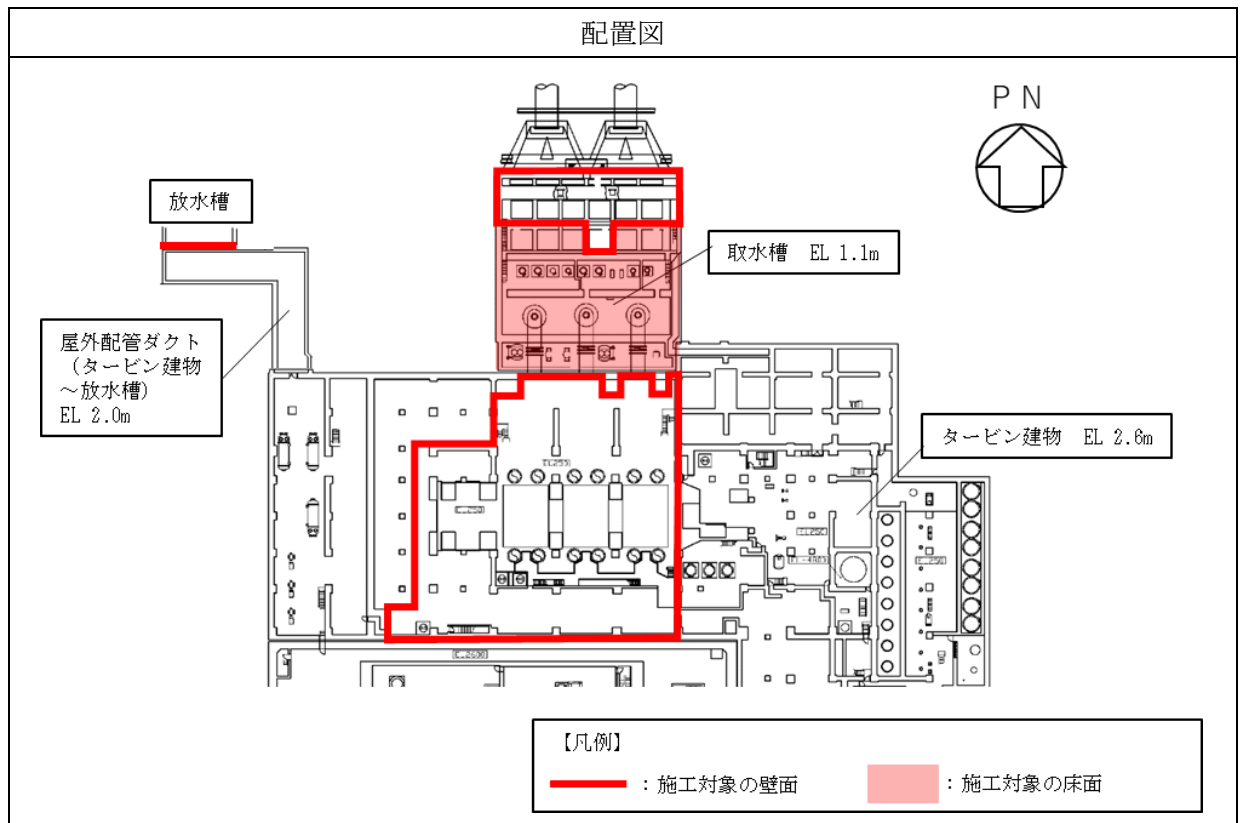 配置図
PN
放水槽
取水槽 EL 1.1m
屋外配管ダクト
(タービン建物
~放水槽)
EL 2.0m
タービン建物 EL 2.6m
【凡例】
:施工対象の壁面
:施工対象の床面